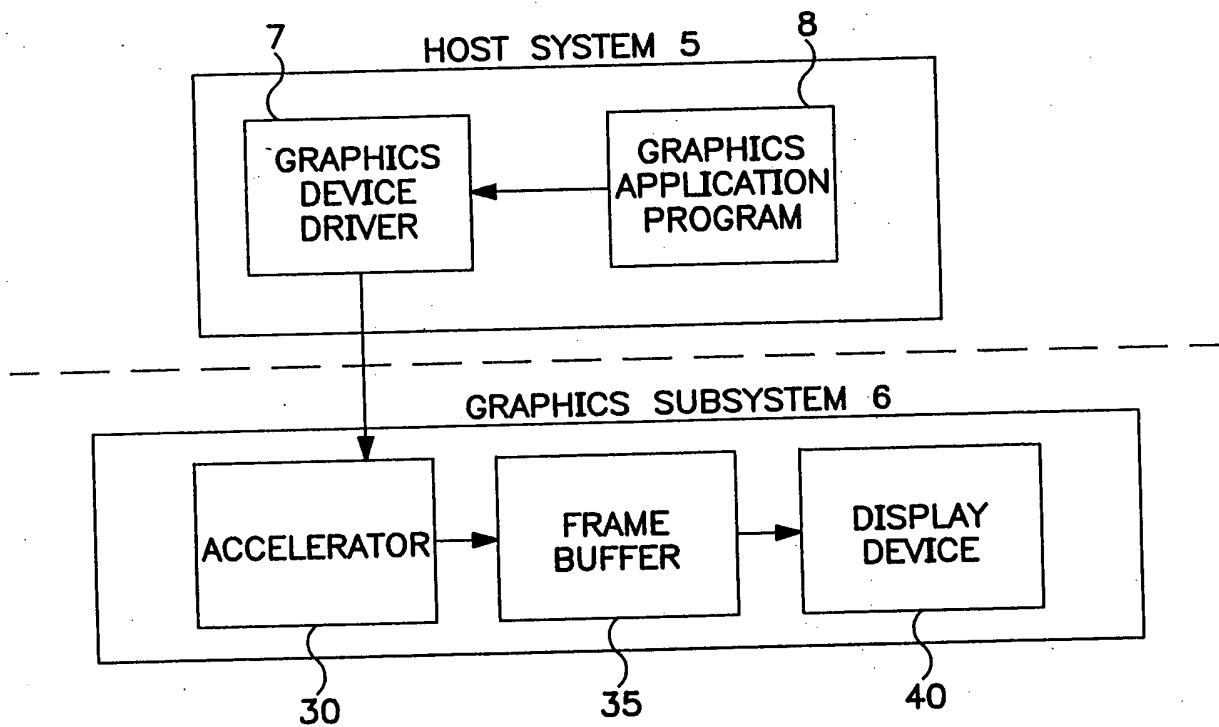 7
8
HOST SYSTEM 5
GRAPHICS
DEVICE
DRIVER
GRAPHICS
APPLICATION
PROGRAM
GRAPHICS SUBSYSTEM 6
ACCELERATOR
FRAME
BUFFER
DISPLAY
DEVICE
30
35
40